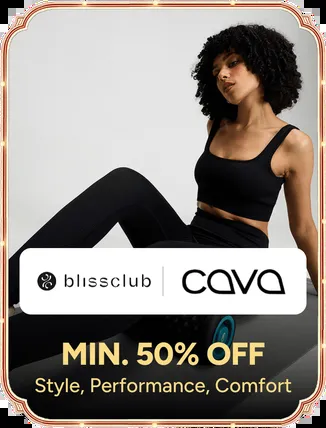 blissclub | cava
MIN. 50% OFF
Style, Performance, Comfort